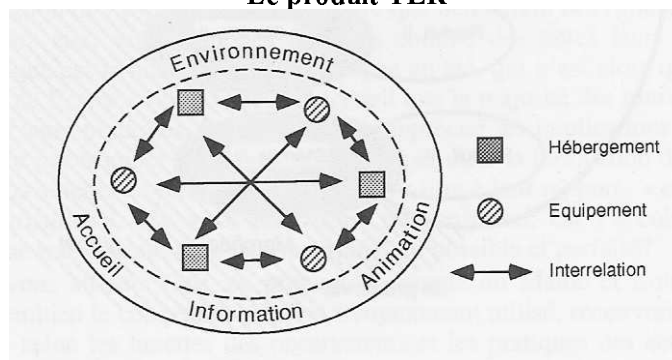 Le produit TER
Environnement
Accueil
Animation
Information
Hébergement
Equipement
Interrelation